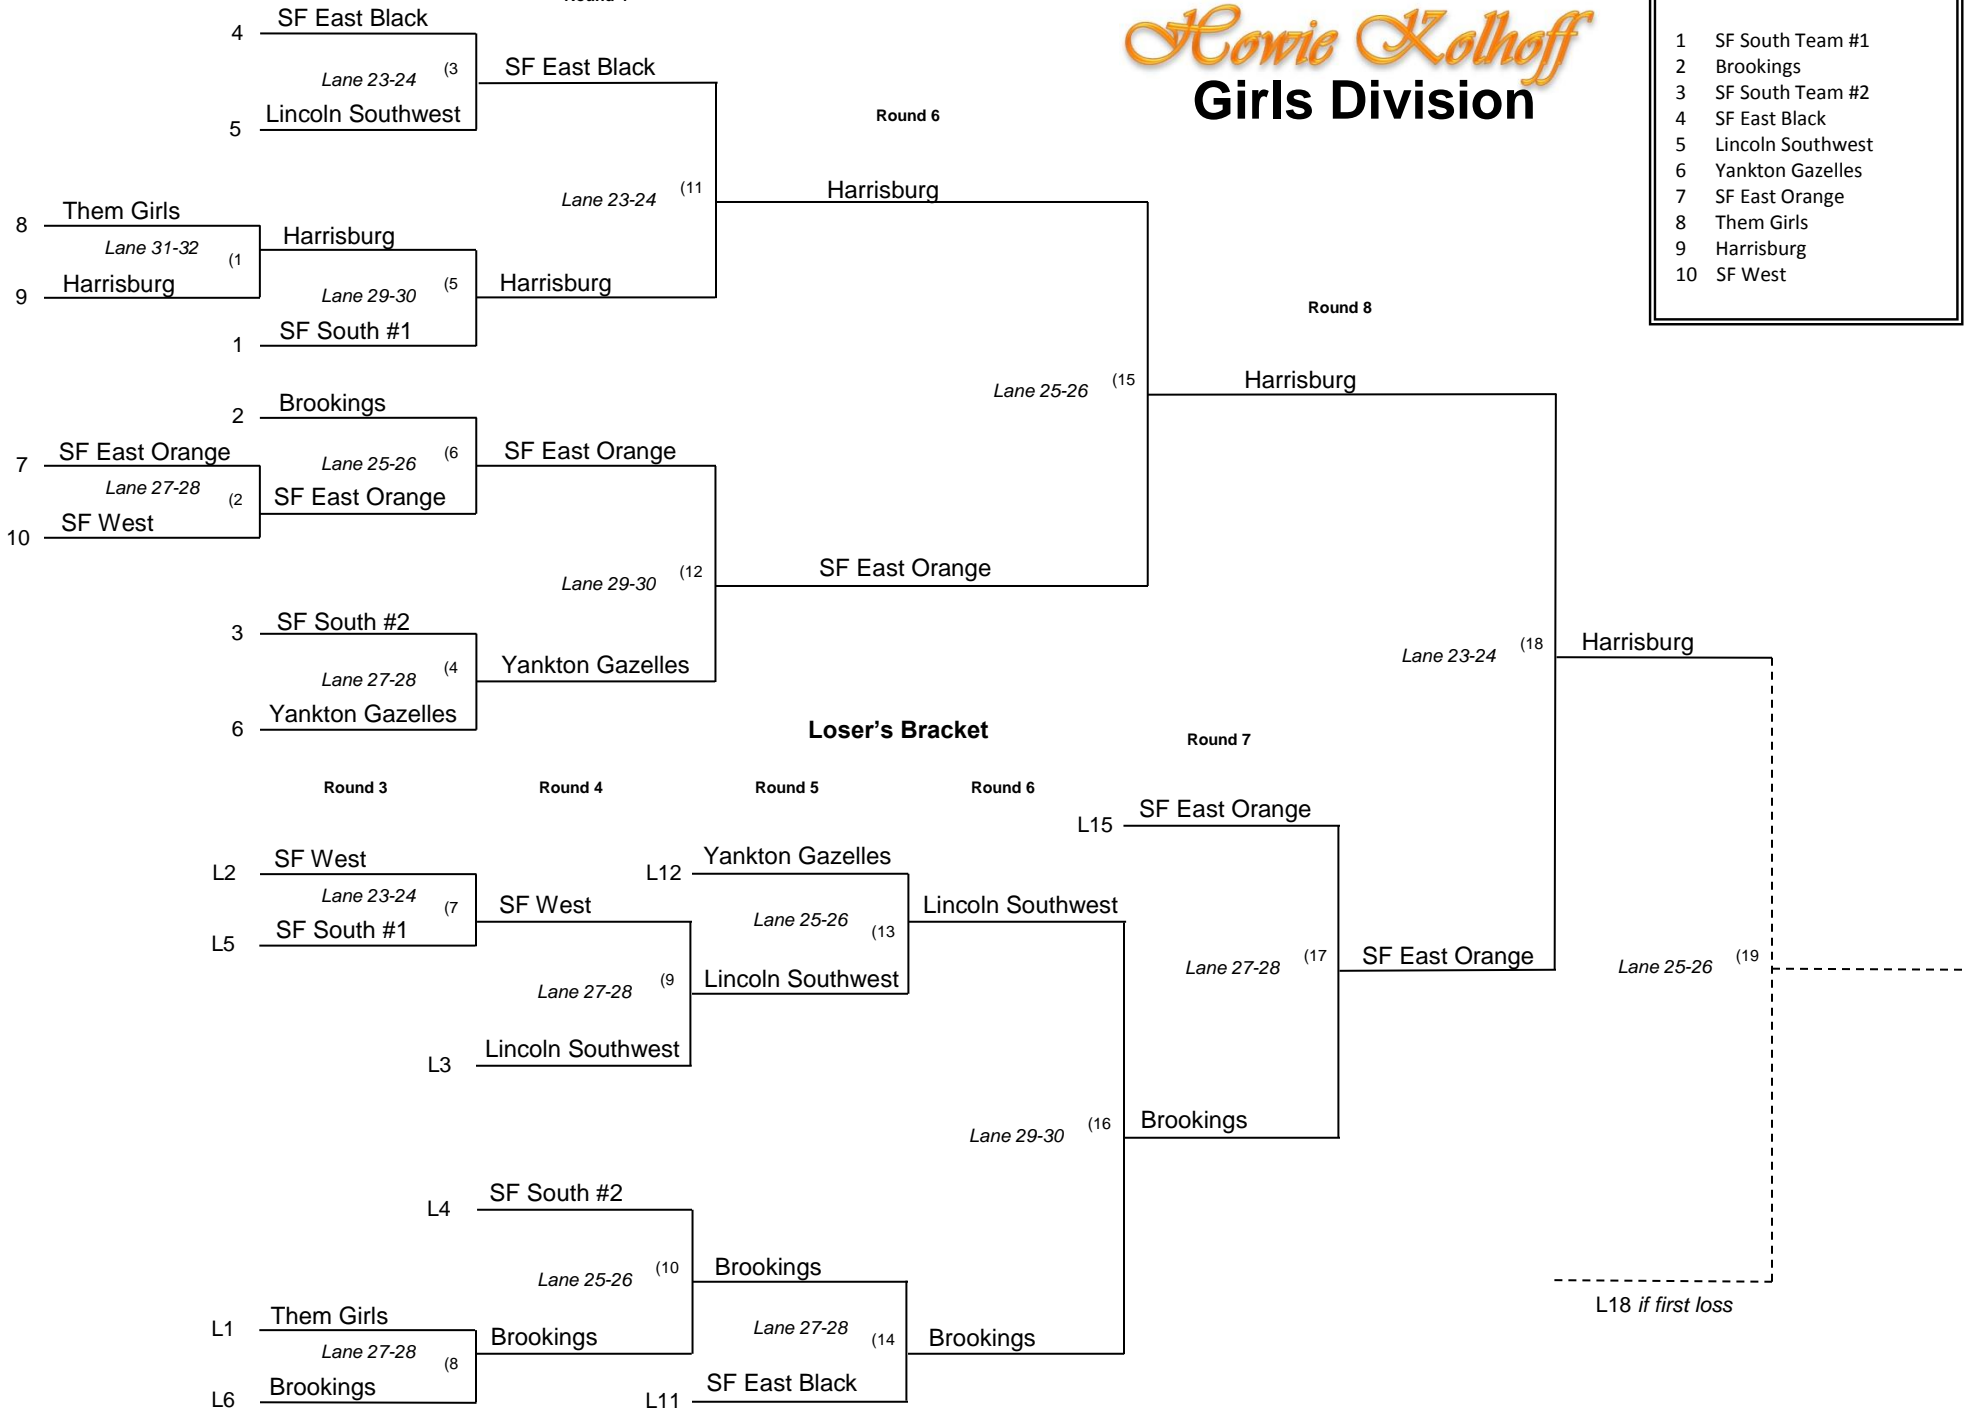 Howie Kolhoff
Girls Division
1 SF South Team #1
2 Brookings
3 SF South Team #2
4 SF East Black
5 Lincoln Southwest
6 Yankton Gazelles
7 SF East Orange
8 Them Girls
9 Harrisburg
10 SF West
4 SF East Black
Lane 23-24 (3
SF East Black
5 Lincoln Southwest
Round 6
Lane 23-24 (11
Harrisburg
8 Them Girls
Lane 31-32 (1
Harrisburg
9 Harrisburg
Lane 29-30 (5
Harrisburg
1 SF South #1
Round 8
Lane 25-26 (15
Harrisburg
2 Brookings
7 SF East Orange
Lane 25-26 (6
SF East Orange
Lane 27-28 (2
SF East Orange
10 SF West
Lane 29-30 (12
SF East Orange
3 SF South #2
Lane 27-28 (4
Yankton Gazelles
6 Yankton Gazelles
Lane 23-24 (18
Harrisburg
Loser's Bracket
Round 7
Round 3
Round 4
Round 5
Round 6
L15 SF East Orange
L2 SF West
Lane 23-24 (7
SF West
L5 SF South #1
L12 Yankton Gazelles
Lane 25-26 (13
Lincoln Southwest
Lane 27-28 (9
Lincoln Southwest
L3 Lincoln Southwest
Lane 27-28 (17
SF East Orange
Lane 25-26 (19
Lane 29-30 (16
Brookings
L4 SF South #2
Lane 25-26 (10
Brookings
L1 Them Girls
Lane 27-28 (8
Brookings
L6 Brookings
Lane 27-28 (14
Brookings
L11 SF East Black
L18 if first loss